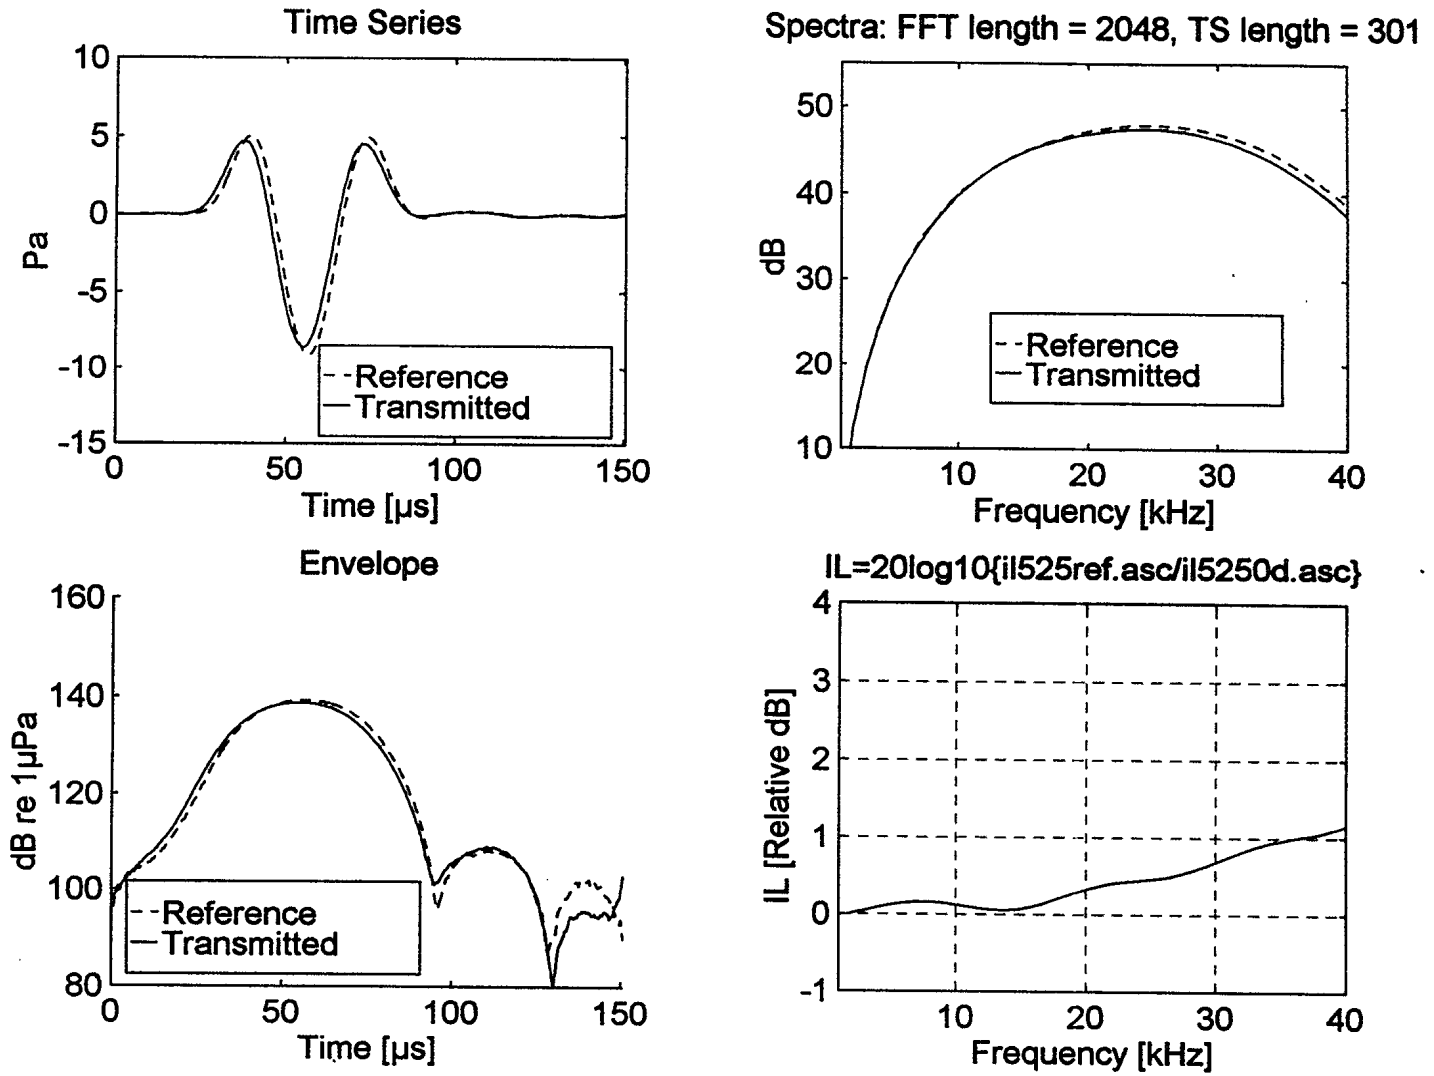 Time Series
10
5
0
-5
-10
-15
Pa
Reference
Transmitted
0 50 100 150
Time [µs]
Spectra: FFT length = 2048, TS length = 301
50
40
30
20
10
dB
Reference
Transmitted
10 20 30 40
Frequency [kHz]
Envelope
160
140
120
100
80
dB re 1µPa
Reference
Transmitted
0 50 100 150
Time [µs]
IL=20log10{il525ref.asc/il5250d.asc}
4
3
2
1
0
-1
IL [Relative dB]
10 20 30 40
Frequency [kHz]